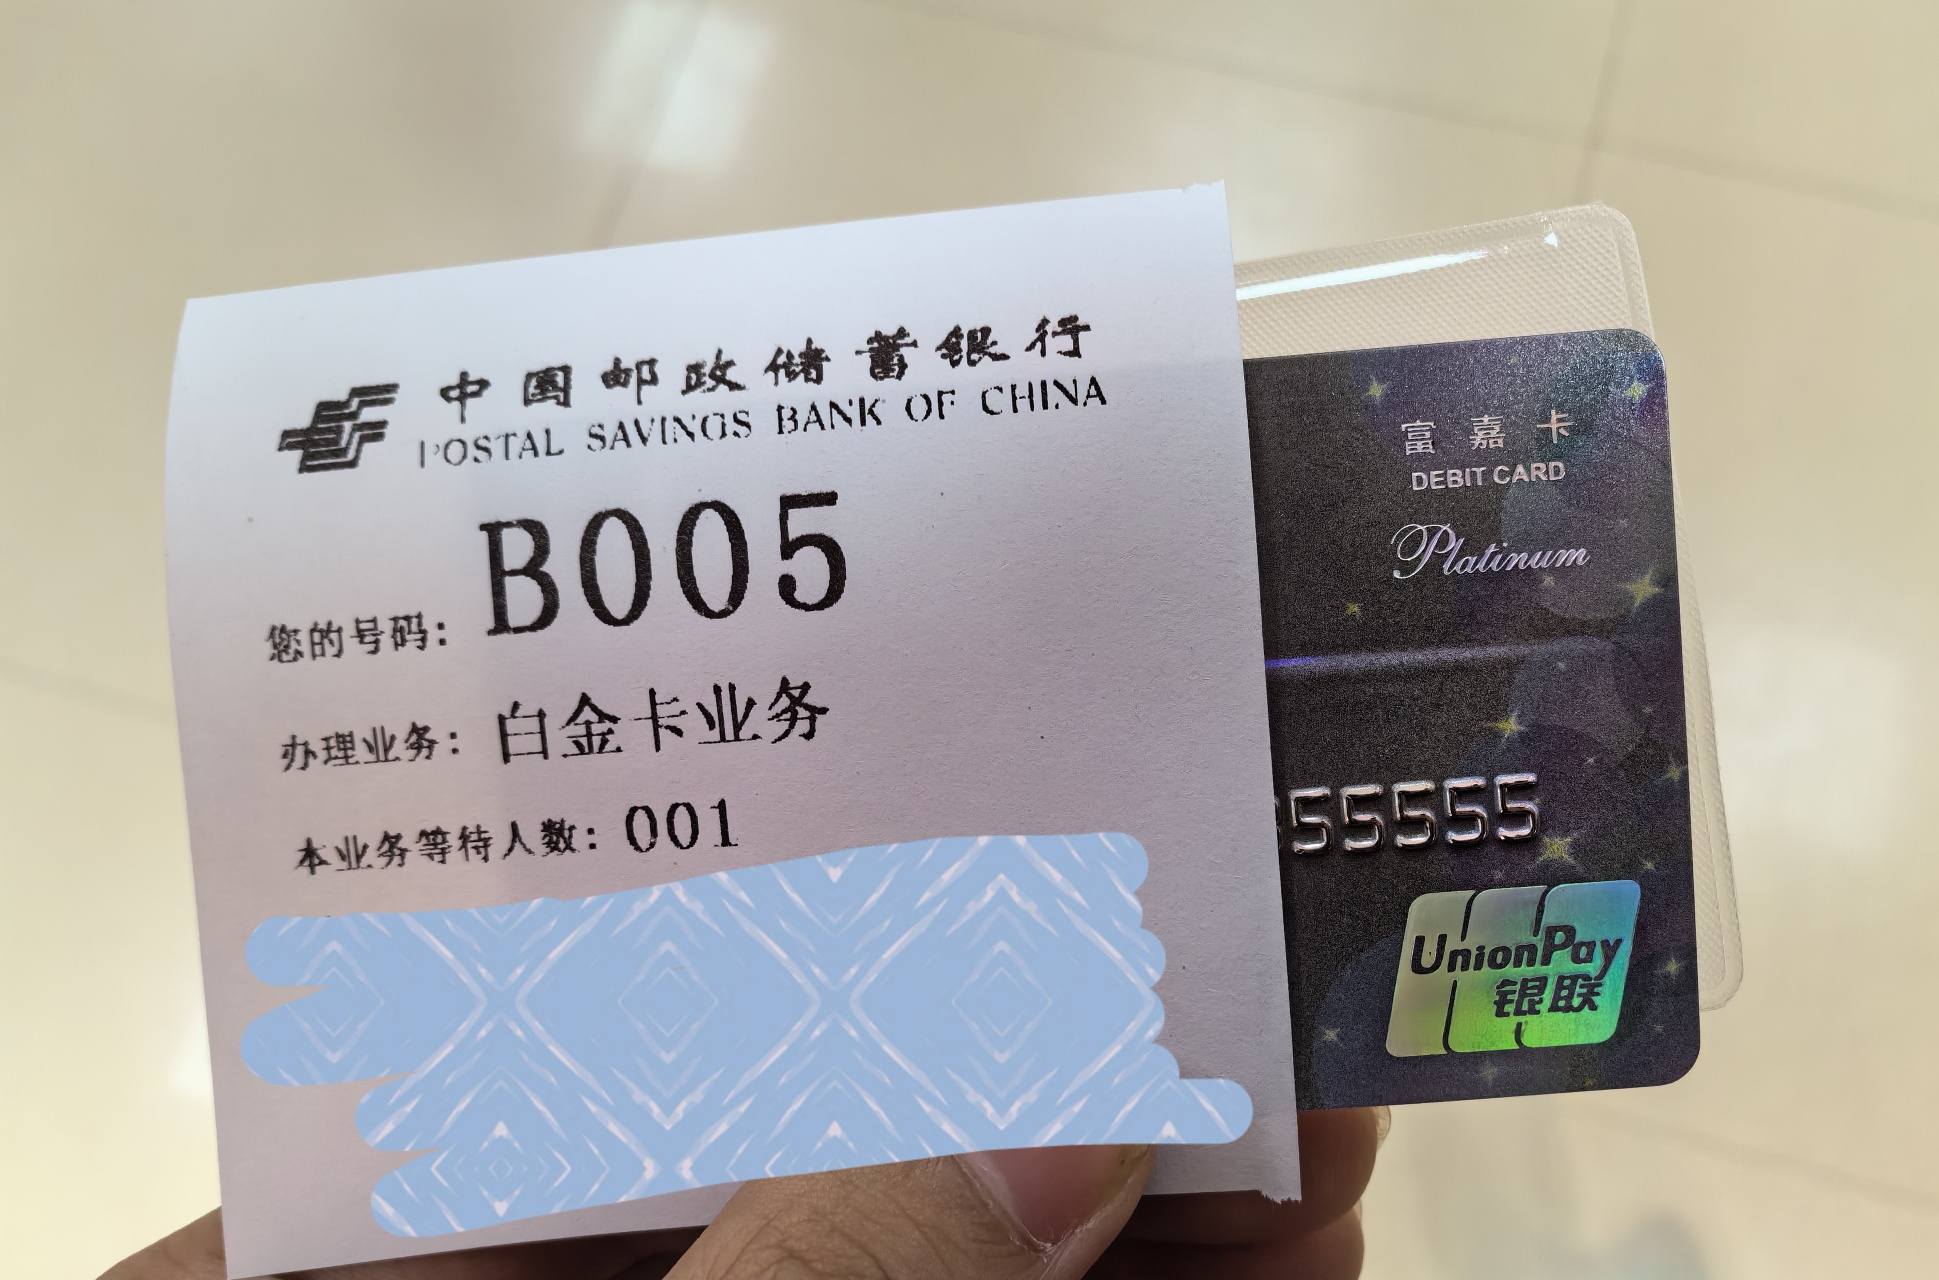 中国邮政储蓄银行
POSTAL SAVINGS BANK OF CHINA
您的号码: B005
办理业务: 白金卡业务
本业务等待人数: 001
富嘉卡
DEBIT CARD
Platinum
55555
UnionPay
银联